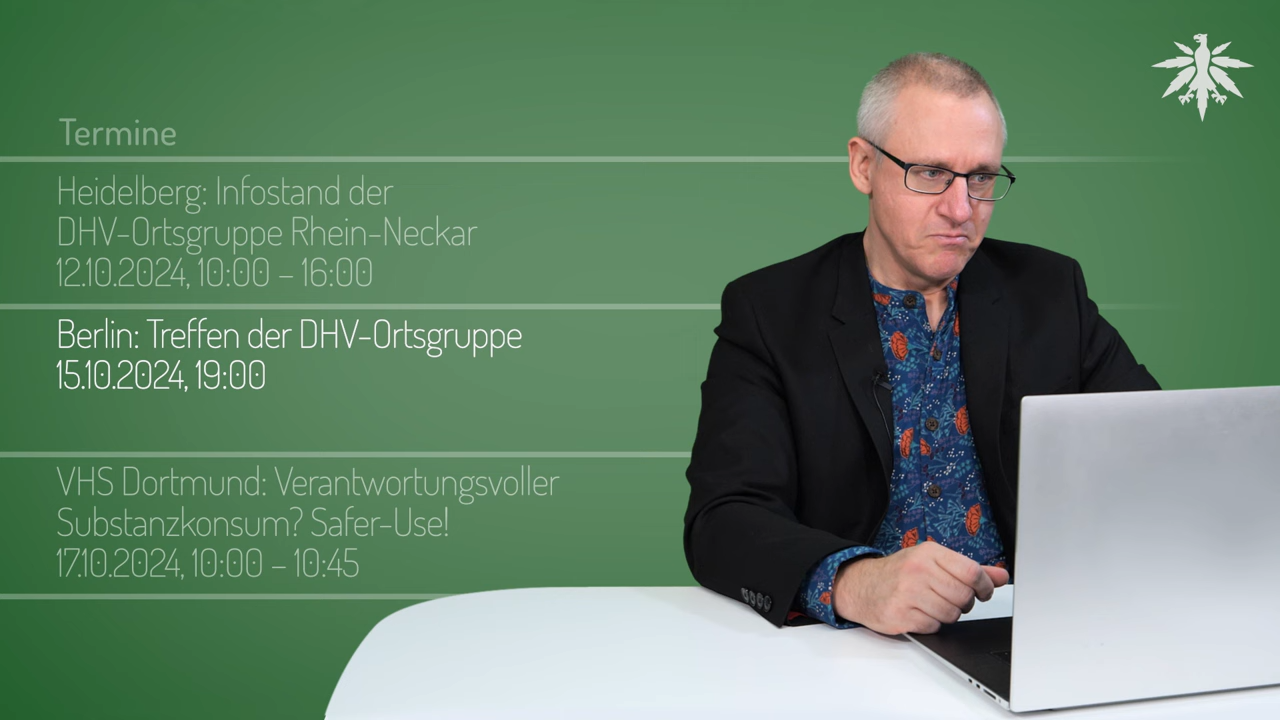 Termine
Heidelberg: Infostand der
DHV-Ortsgruppe Rhein-Neckar
12.10.2024, 10:00 – 16:00
Berlin: Treffen der DHV-Ortsgruppe
15.10.2024, 19:00
VHS Dortmund: Verantwortungsvoller
Substanzkonsum? Safer-Use!
17.10.2024, 10:00 – 10:45